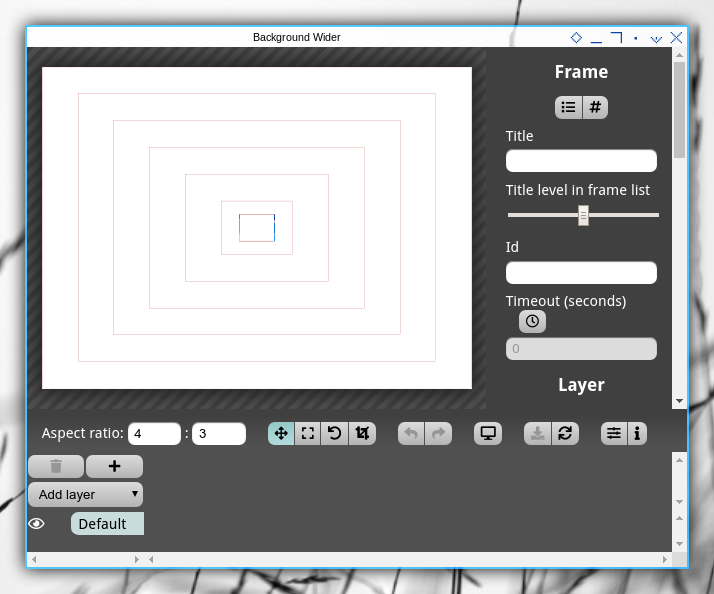 Background Wider
Frame
Title
Title level in frame list
Id
Timeout (seconds)
0
Layer
Aspect ratio: 4 : 3
Add layer
Default